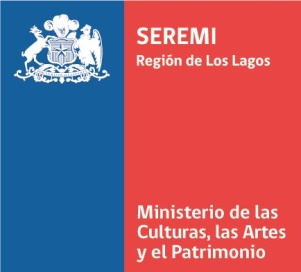 SEREMI
Región de Los Lagos
Ministerio de las
Culturas, las Artes
y el Patrimonio